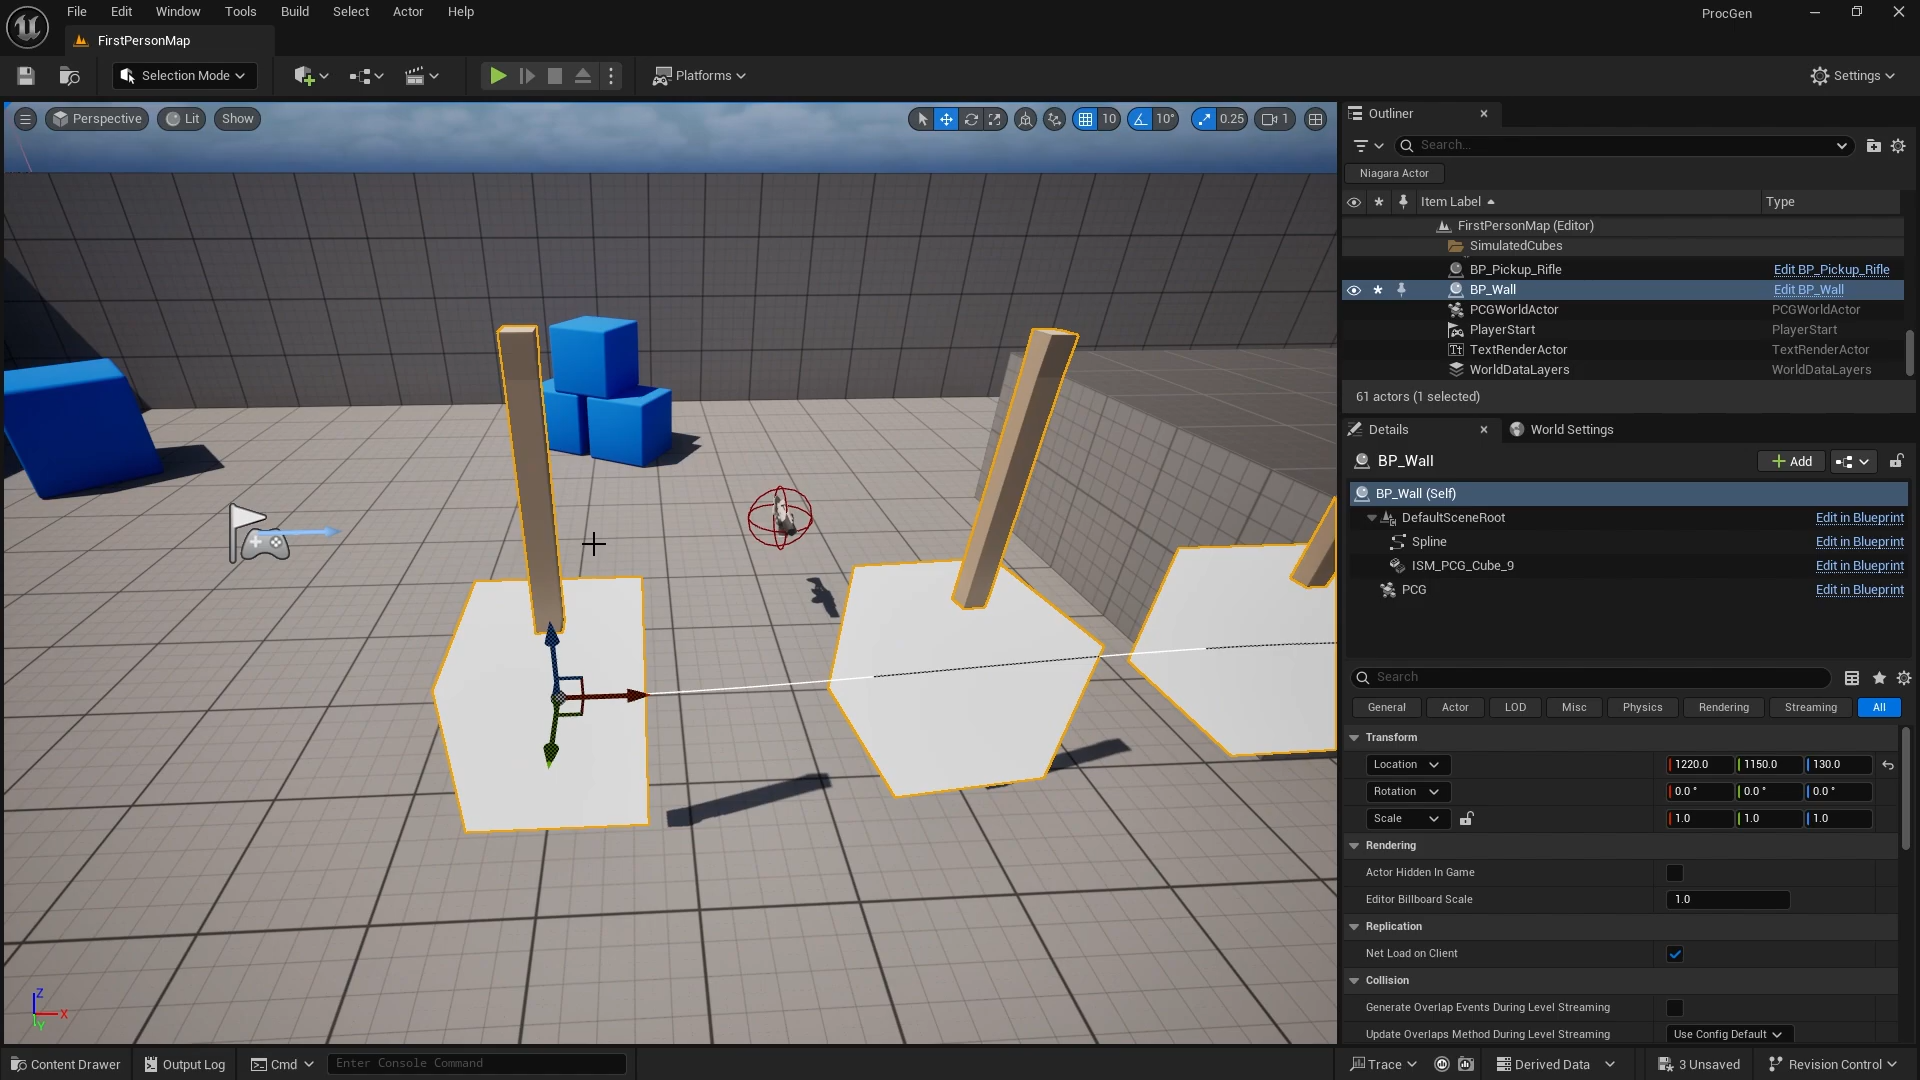 File Edit Window Tools Build Select Actor Help
ProcGen
FirstPersonMap
Selection Mode
Platforms
Settings
Perspective Lit Show
10 10° 0.25 1
Outliner
Search...
Niagara Actor
Item Label Type
FirstPersonMap (Editor)
SimulatedCubes
BP_Pickup_Rifle Edit BP_Pickup_Rifle
BP_Wall Edit BP_Wall
PCGWorldActor PCGWorldActor
PlayerStart PlayerStart
TextRenderActor TextRenderActor
WorldDataLayers WorldDataLayers
61 actors (1 selected)
Details World Settings
BP_Wall
Add
BP_Wall (Self)
DefaultSceneRoot Edit in Blueprint
Spline Edit in Blueprint
ISM_PCG_Cube_9 Edit in Blueprint
PCG Edit in Blueprint
Search
General Actor LOD Misc Physics Rendering Streaming All
Transform
Location 1220.0 1150.0 130.0
Rotation 0.0 ° 0.0 ° 0.0 °
Scale 1.0 1.0 1.0
Rendering
Actor Hidden In Game
Editor Billboard Scale 1.0
Replication
Net Load on Client
Collision
Generate Overlap Events During Level Streaming
Update Overlaps Method During Level Streaming Use Config Default
Z
X
Y
Content Drawer Output Log Cmd Enter Console Command
Trace Derived Data 3 Unsaved Revision Control